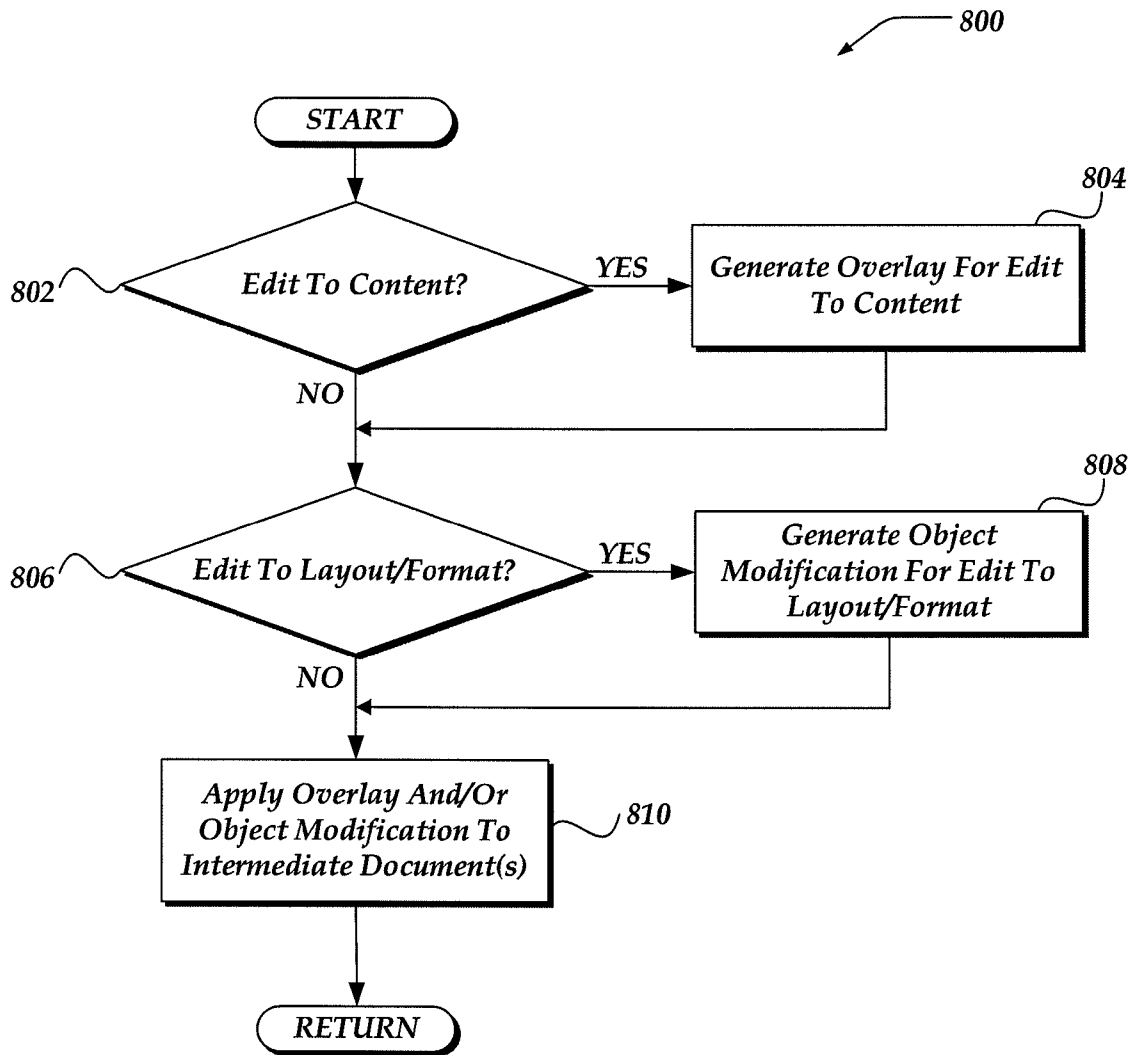 800
START
804
802
Edit To Content?
YES
Generate Overlay For Edit
To Content
NO
808
806
Edit To Layout/Format?
YES
Generate Object
Modification For Edit To
Layout/Format
NO
Apply Overlay And/Or
Object Modification To
Intermediate Document(s)
810
RETURN